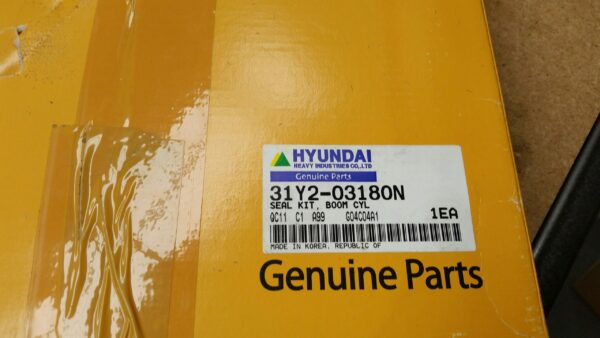 HYUNDAI
HEAVY INDUSTRIES CO.,LTD
Genuine Parts
31Y2-03180N
SEAL KIT, BOOM CYL
QC11 C1 A99 G04C04A1
1EA
MADE IN KOREA, REPUBLIC OF
Genuine Parts